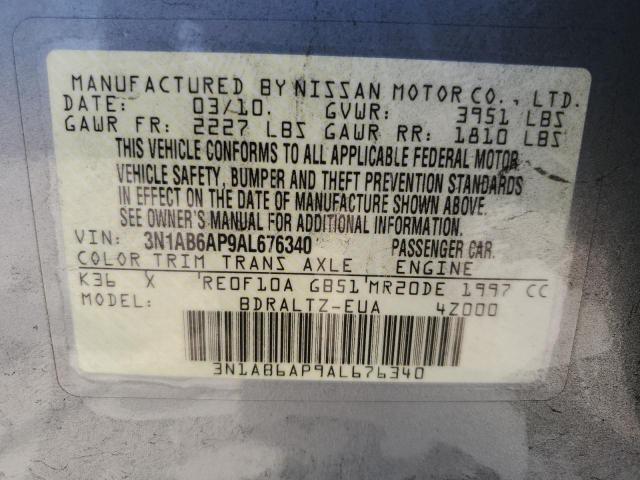 MANUFACTURED BY NISSAN MOTOR CO., LTD.
DATE: 03/10. GVWR: 3951 LBS
GAWR FR: 2227 LBS GAWR RR: 1810 LBS
THIS VEHICLE CONFORMS TO ALL APPLICABLE FEDERAL MOTOR
VEHICLE SAFETY, BUMPER AND THEFT PREVENTION STANDARDS
IN EFFECT ON THE DATE OF MANUFACTURE SHOWN ABOVE.
SEE OWNER'S MANUAL FOR ADDITIONAL INFORMATION.
VIN: 3N1AB6AP9AL676340 PASSENGER CAR.
COLOR TRIM TRANS AXLE ENGINE
K36 X 'RE0F10A GB51'MR20DE 1997 CC
MODEL: BDRALTZ-EUA 4Z000
3N1AB6AP9AL676340